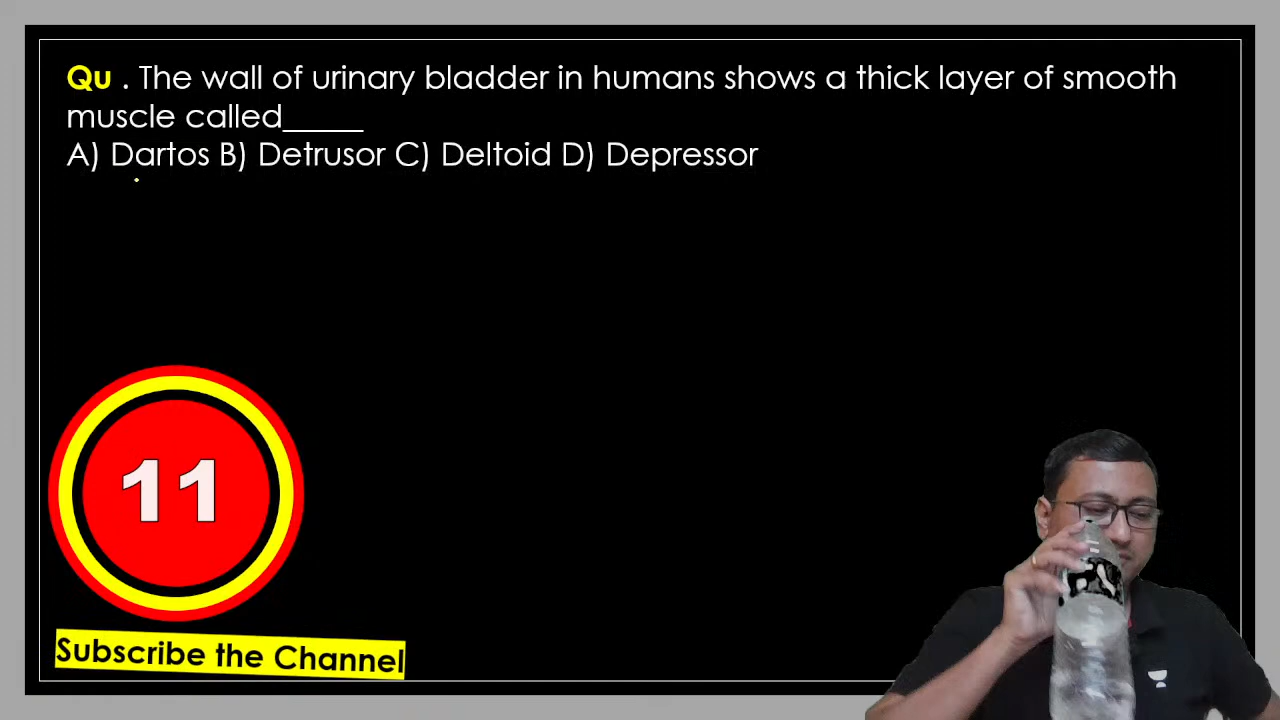 Qu . The wall of urinary bladder in humans shows a thick layer of smooth
muscle called_____
A) Dartos B) Detrusor C) Deltoid D) Depressor
11
Subscribe the Channel